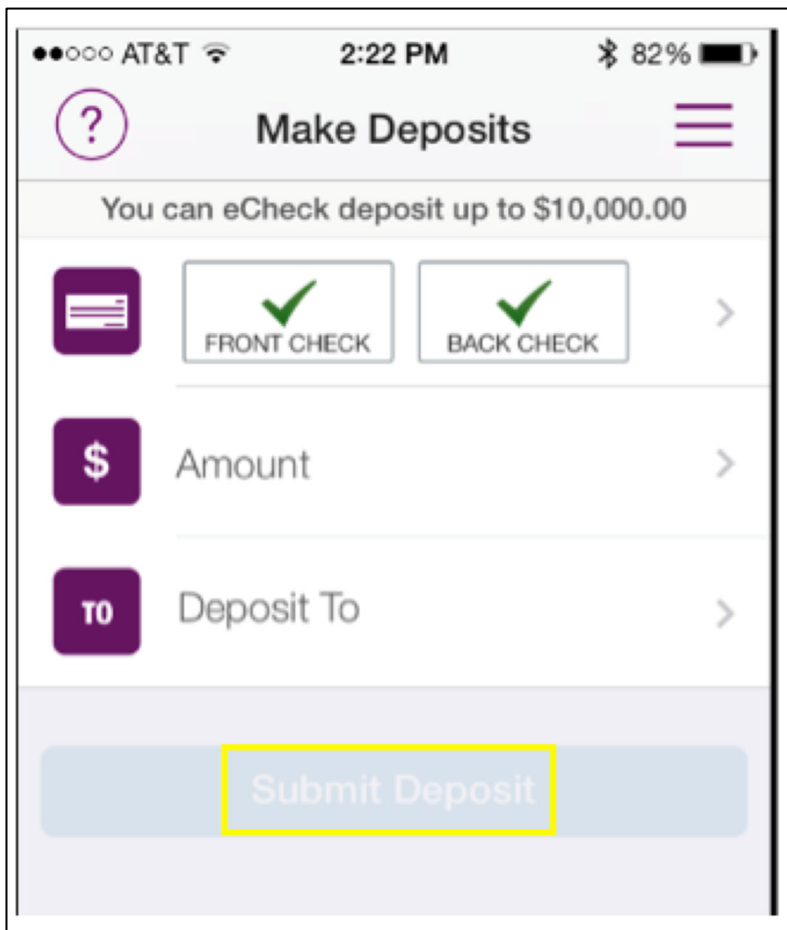 AT&T 2:22 PM 82%
? Make Deposits
You can eCheck deposit up to $10,000.00
FRONT CHECK BACK CHECK
$ Amount
TO Deposit To
Submit Deposit